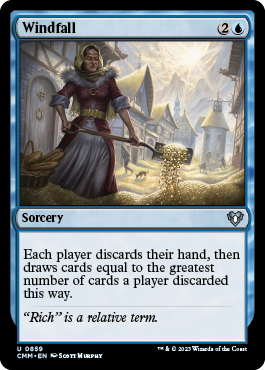 Windfall 2
Sorcery
Each player discards their hand, then
draws cards equal to the greatest
number of cards a player discarded
this way.
“Rich” is a relative term.
U 0859
CMM • EN Scott Murphy
™ & © 2023 Wizards of the Coast